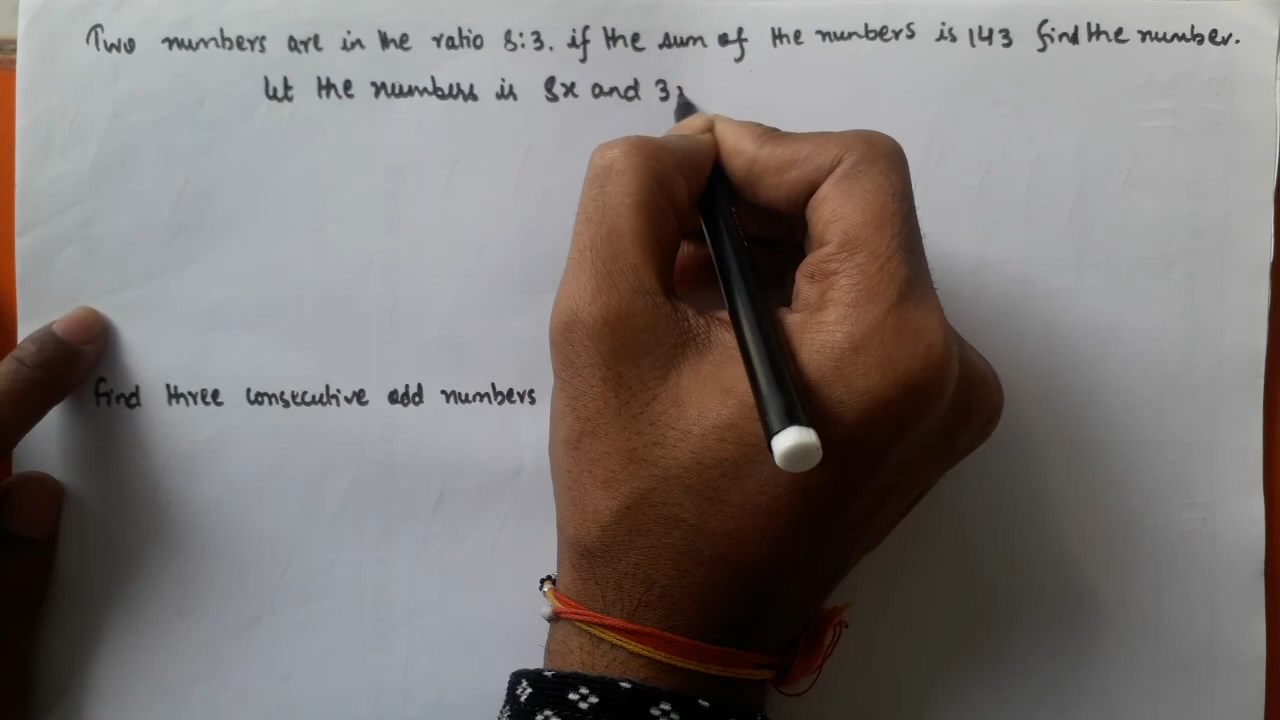 Two numbers are in the ratio 8:3. if the sum of the numbers is 143 find the number.
let the numbers is 8x and 3
find three consecutive odd numbers